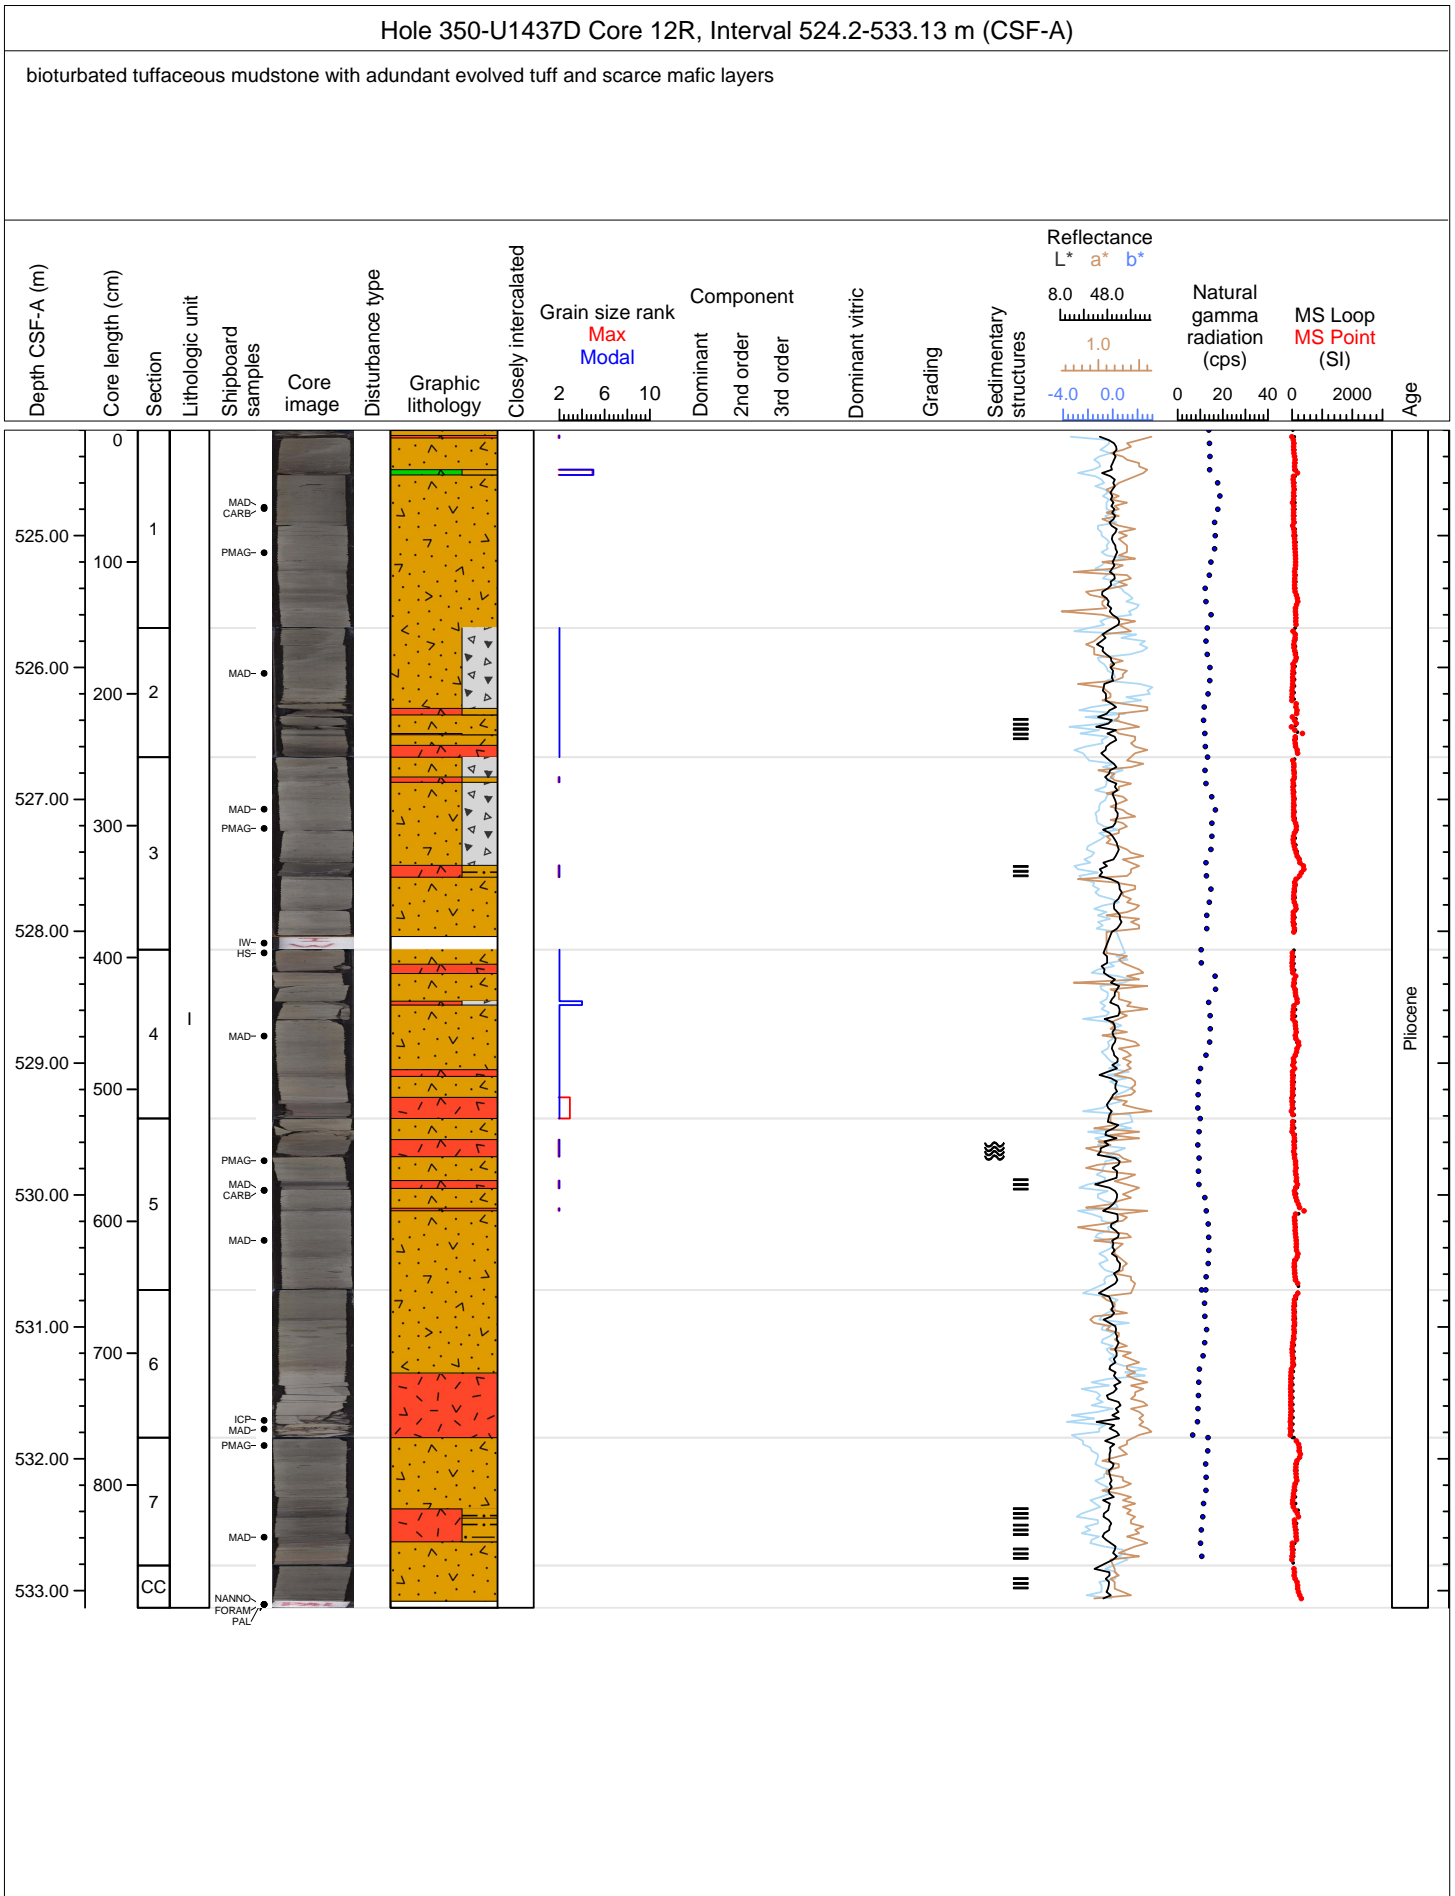 Hole 350-U1437D Core 12R, Interval 524.2-533.13 m (CSF-A)
bioturbated tuffaceous mudstone with adundant evolved tuff and scarce mafic layers
Depth CSF-A (m)
Core length (cm)
Section
Lithologic unit
Shipboard
samples
Core
image
Disturbance type
Graphic
lithology
Closely intercalated
Grain size rank
Max
Modal
2 6 10
Component
Dominant
2nd order
3rd order
Dominant vitric
Grading
Sedimentary
structures
Reflectance
L* a* b*
8.0 48.0
1.0
-4.0 0.0
Natural
gamma
radiation
(cps)
0 20 40
MS Loop
MS Point
(SI)
0 2000
Age
0
MAD
CARB
525.00
1
PMAG
100
526.00
MAD
2
200
527.00
MAD
300
PMAG
3
528.00
IW
HS
400
I
4
MAD
Pliocene
529.00
500
PMAG
MAD
530.00
CARB
5
600
MAD
531.00
700
6
ICP
MAD
PMAG
532.00
800
7
MAD
CC
533.00
NANNO
FORAM
PAL